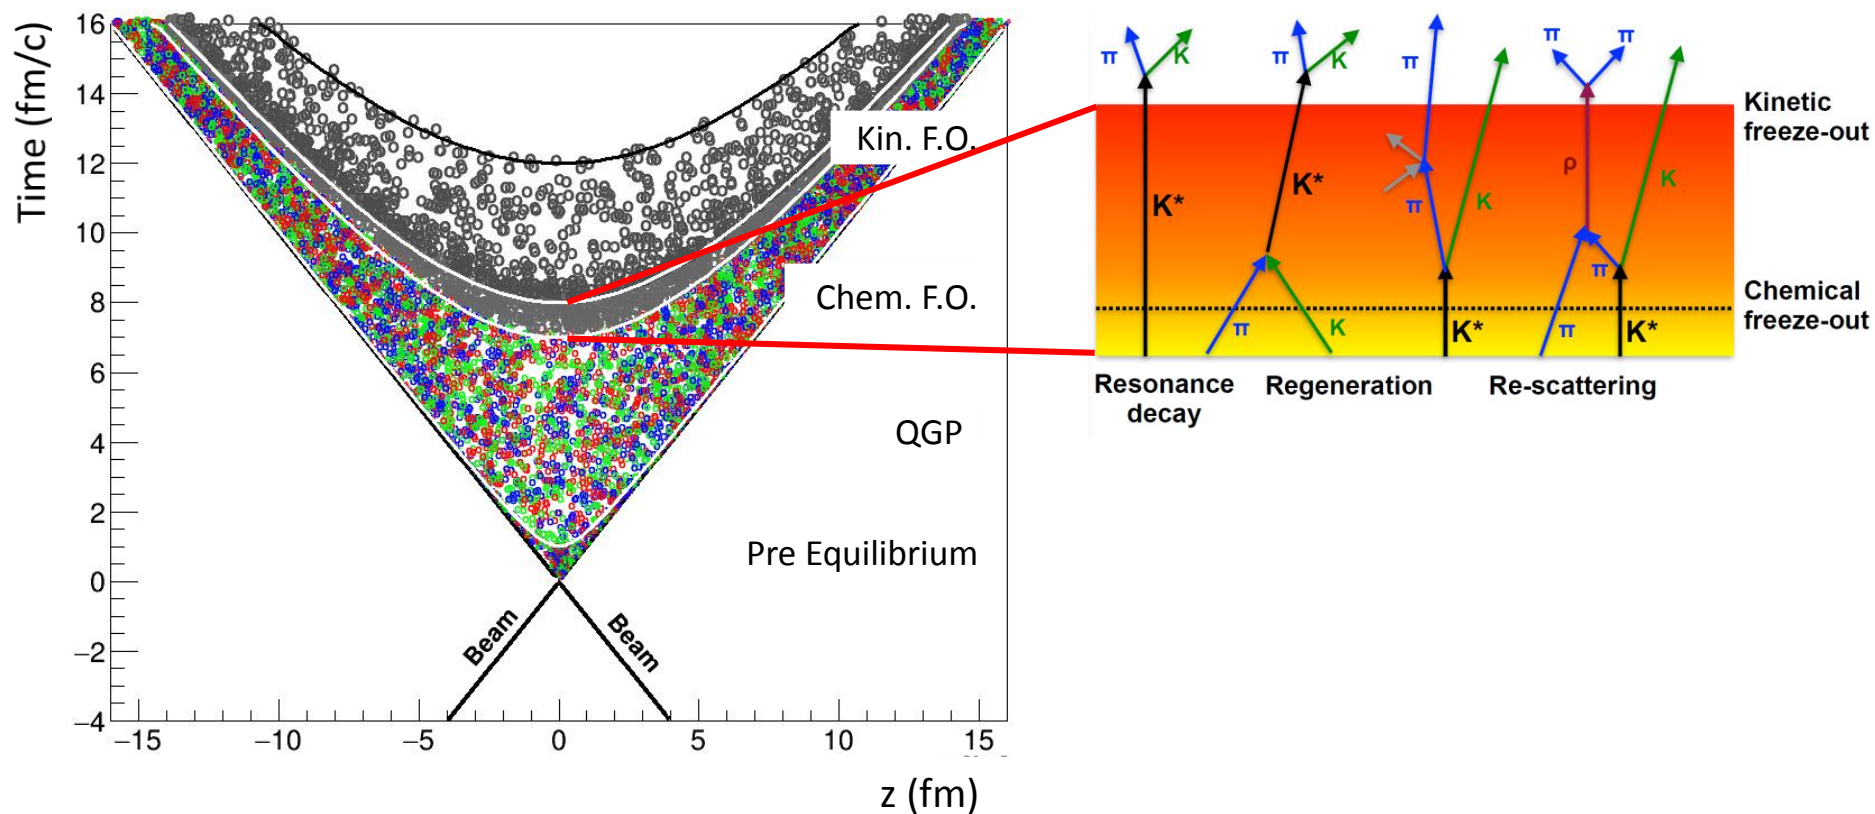 Time (fm/c)
16
14
12
10
8
6
4
2
0
−2
−4
−15
−10
−5
0
5
10
15
z (fm)
Kin. F.O.
Chem. F.O.
QGP
Pre Equilibrium
Beam
Beam
π
K
K*
π
K
K*
π
K
π
π
K
K*
π
π
ρ
K
π
π
K*
Kinetic
freeze-out
Chemical
freeze-out
Resonance
decay
Regeneration
Re-scattering